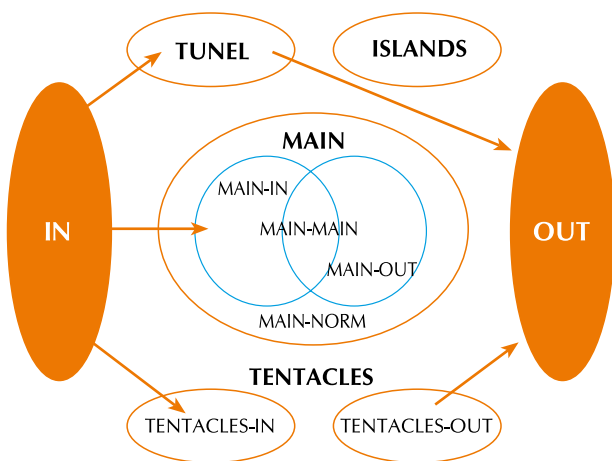 TUNEL
ISLANDS
MAIN
MAIN-IN
IN
MAIN-MAIN
OUT
MAIN-OUT
MAIN-NORM
TENTACLES
TENTACLES-IN
TENTACLES-OUT